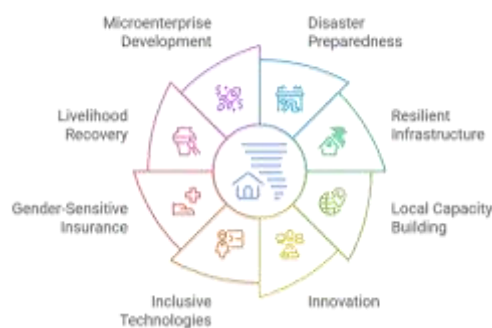 Microenterprise
Development
Disaster
Preparedness
Livelihood
Recovery
Resilient
Infrastructure
Gender-Sensitive
Insurance
Local Capacity
Building
Inclusive
Technologies
Innovation